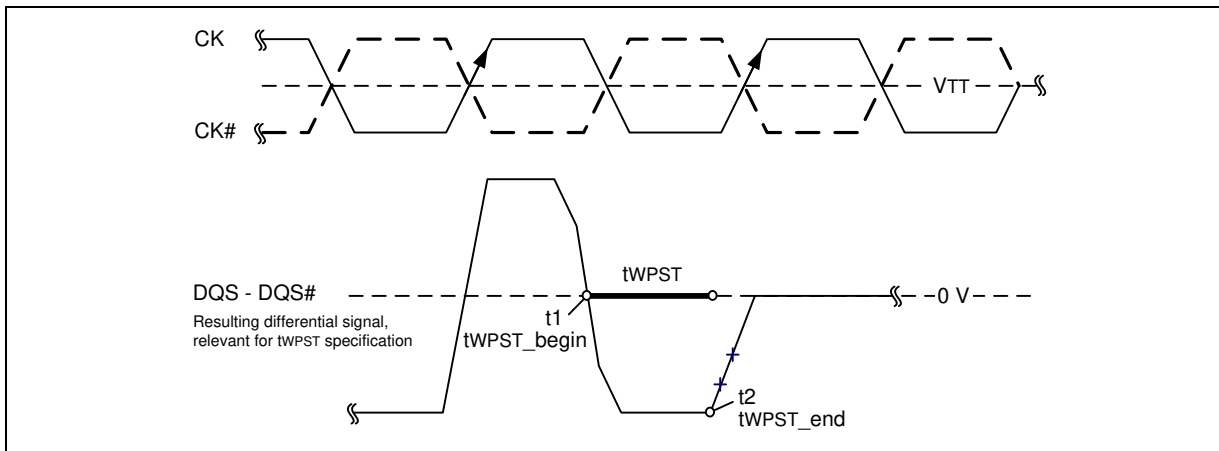 CK
VTT
CK#
tWPST
DQS - DQS#
0 V
Resulting differential signal,
relevant for tWPST specification
t1
tWPST_begin
t2
tWPST_end